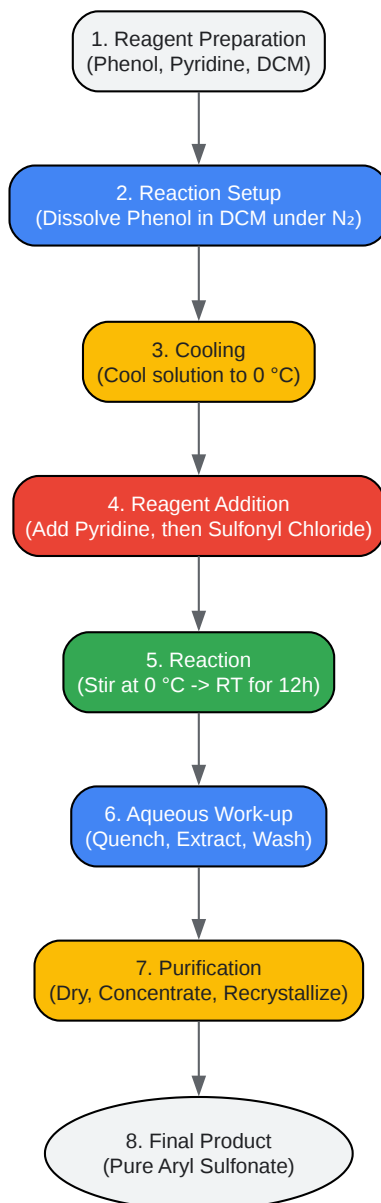 1. Reagent Preparation
(Phenol, Pyridine, DCM)
2. Reaction Setup
(Dissolve Phenol in DCM under N₂)
3. Cooling
(Cool solution to 0 °C)
4. Reagent Addition
(Add Pyridine, then Sulfonyl Chloride)
5. Reaction
(Stir at 0 °C -> RT for 12h)
6. Aqueous Work-up
(Quench, Extract, Wash)
7. Purification
(Dry, Concentrate, Recrystallize)
8. Final Product
(Pure Aryl Sulfonate)